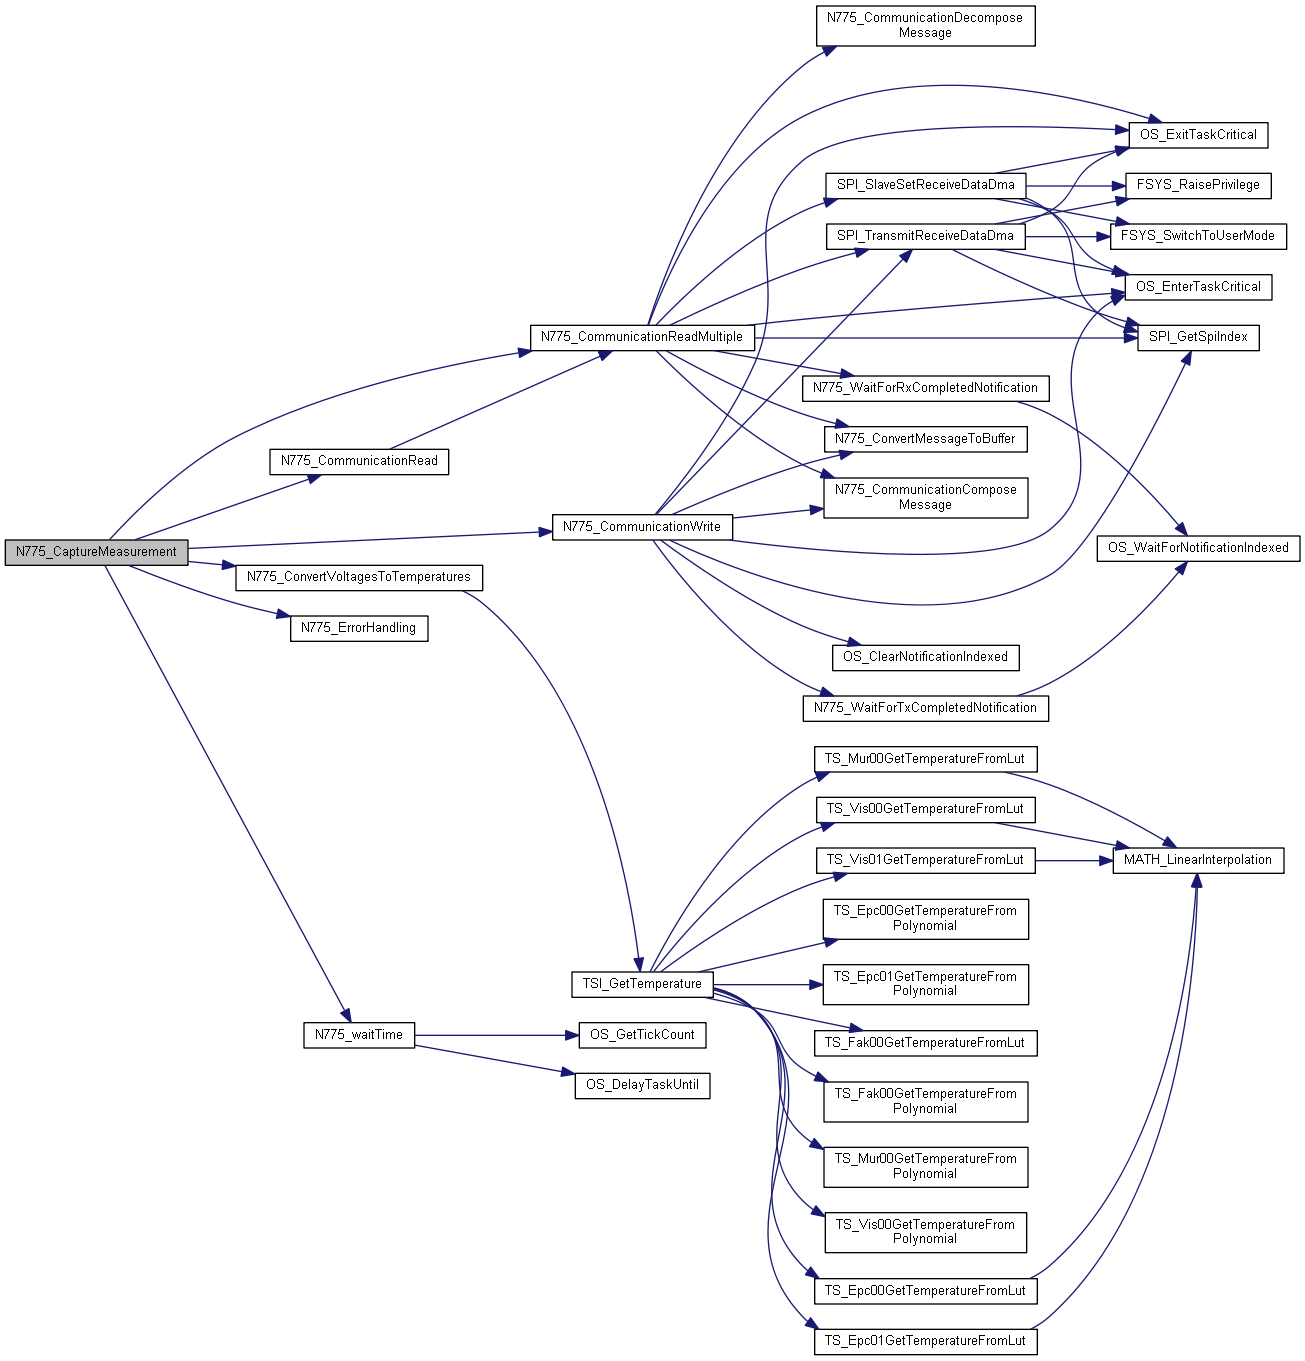 N775_CommunicationDecompose
Message
OS_ExitTaskCritical
SPI_SlaveSetReceiveDataDma
FSYS_RaisePrivilege
SPI_TransmitReceiveDataDma
FSYS_SwitchToUserMode
OS_EnterTaskCritical
N775_CommunicationReadMultiple
SPI_GetSpiIndex
N775_WaitForRxCompletedNotification
N775_ConvertMessageToBuffer
N775_CommunicationRead
N775_CommunicationCompose
Message
N775_CommunicationWrite
N775_CaptureMeasurement
OS_WaitForNotificationIndexed
N775_ConvertVoltagesToTemperatures
N775_ErrorHandling
OS_ClearNotificationIndexed
N775_WaitForTxCompletedNotification
TS_Mur00GetTemperatureFromLut
TS_Vis00GetTemperatureFromLut
TS_Vis01GetTemperatureFromLut
MATH_LinearInterpolation
TS_Epc00GetTemperatureFrom
Polynomial
TS_Epc01GetTemperatureFrom
Polynomial
TSI_GetTemperature
N775_waitTime
OS_GetTickCount
TS_Fak00GetTemperatureFromLut
OS_DelayTaskUntil
TS_Fak00GetTemperatureFrom
Polynomial
TS_Mur00GetTemperatureFrom
Polynomial
TS_Vis00GetTemperatureFrom
Polynomial
TS_Epc00GetTemperatureFromLut
TS_Epc01GetTemperatureFromLut